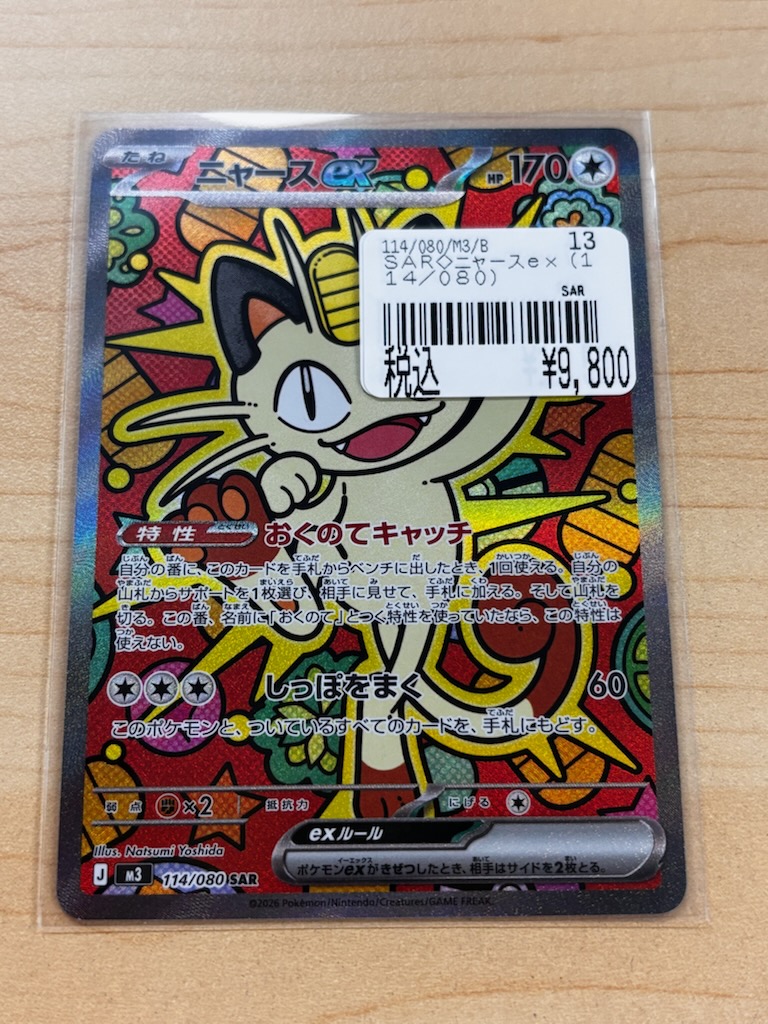 たね
ニャースex HP170
114/080/M3/B 13
SAR◇ニャースex(1
14/080)
SAR
税込 ¥9,800
特性 とくせい おくのてキャッチ
自分の番に、このカードを手札からベンチに出したとき、1回使える。自分の
山札からサポートを1枚選び、相手に見せて、手札に加える。そして山札を
切る。この番、名前に「おくのて」とつく特性を使っていたなら、この特性は
使えない。
しっぽをまく 60
このポケモンと、ついているすべてのカードを、手札にもどす。
弱点 ×2 抵抗力 にげる
Illus. Natsumi Yoshida
exルール
ポケモンexがきぜつしたとき、相手はサイドを2枚とる。
J M3 114/080 SAR
©2026 Pokémon/Nintendo/Creatures/GAME FREAK.